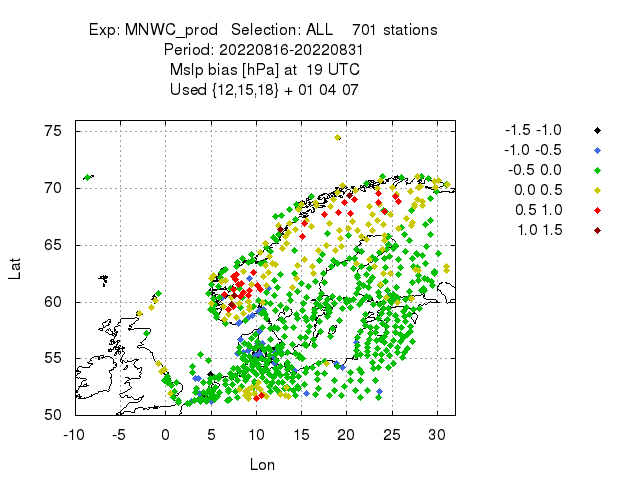 Exp: MNWC_prod Selection: ALL 701 stations
Period: 20220816-20220831
Mslp bias [hPa] at 19 UTC
Used {12,15,18} + 01 04 07
75
70
65
60
55
50
Lat
-10 -5 0 5 10 15 20 25 30
Lon
-1.5 -1.0
-1.0 -0.5
-0.5 0.0
0.0 0.5
0.5 1.0
1.0 1.5